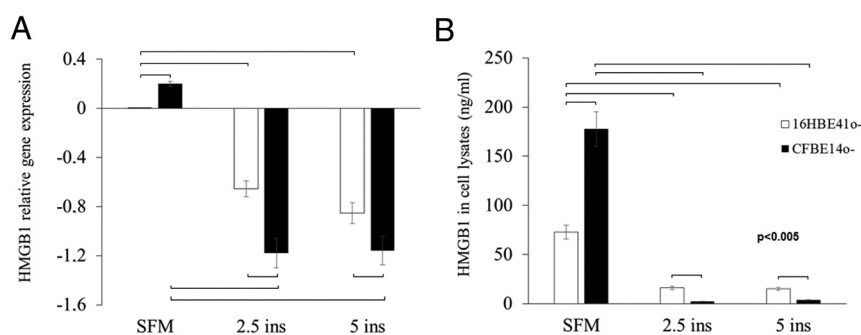 A
HMGB1 relative gene expression
0.4
0
-0.4
-0.8
-1.2
-1.6
SFM 2.5 ins 5 ins
B
HMGB1 in cell lysates (ng/ml)
250
200
150
100
50
0
16HBE41o-
CFBE14o-
p<0.005
SFM 2.5 ins 5 ins